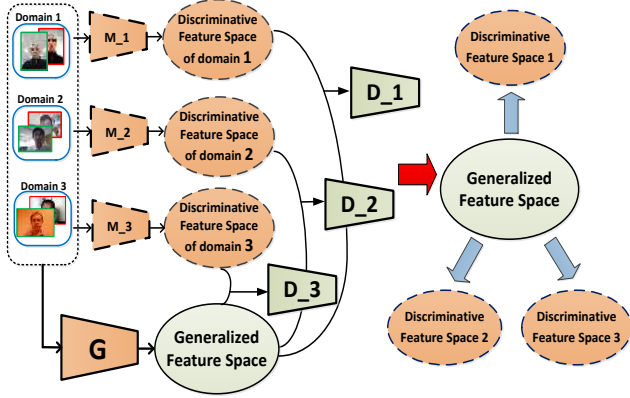 Domain 1
M_1
Discriminative
Feature Space
of domain 1
D_1
Domain 2
M_2
Discriminative
Feature Space
of domain 2
D_2
Domain 3
M_3
Discriminative
Feature Space
of domain 3
D_3
G
Generalized
Feature Space
Discriminative
Feature Space 1
Generalized
Feature Space
Discriminative
Feature Space 2
Discriminative
Feature Space 3